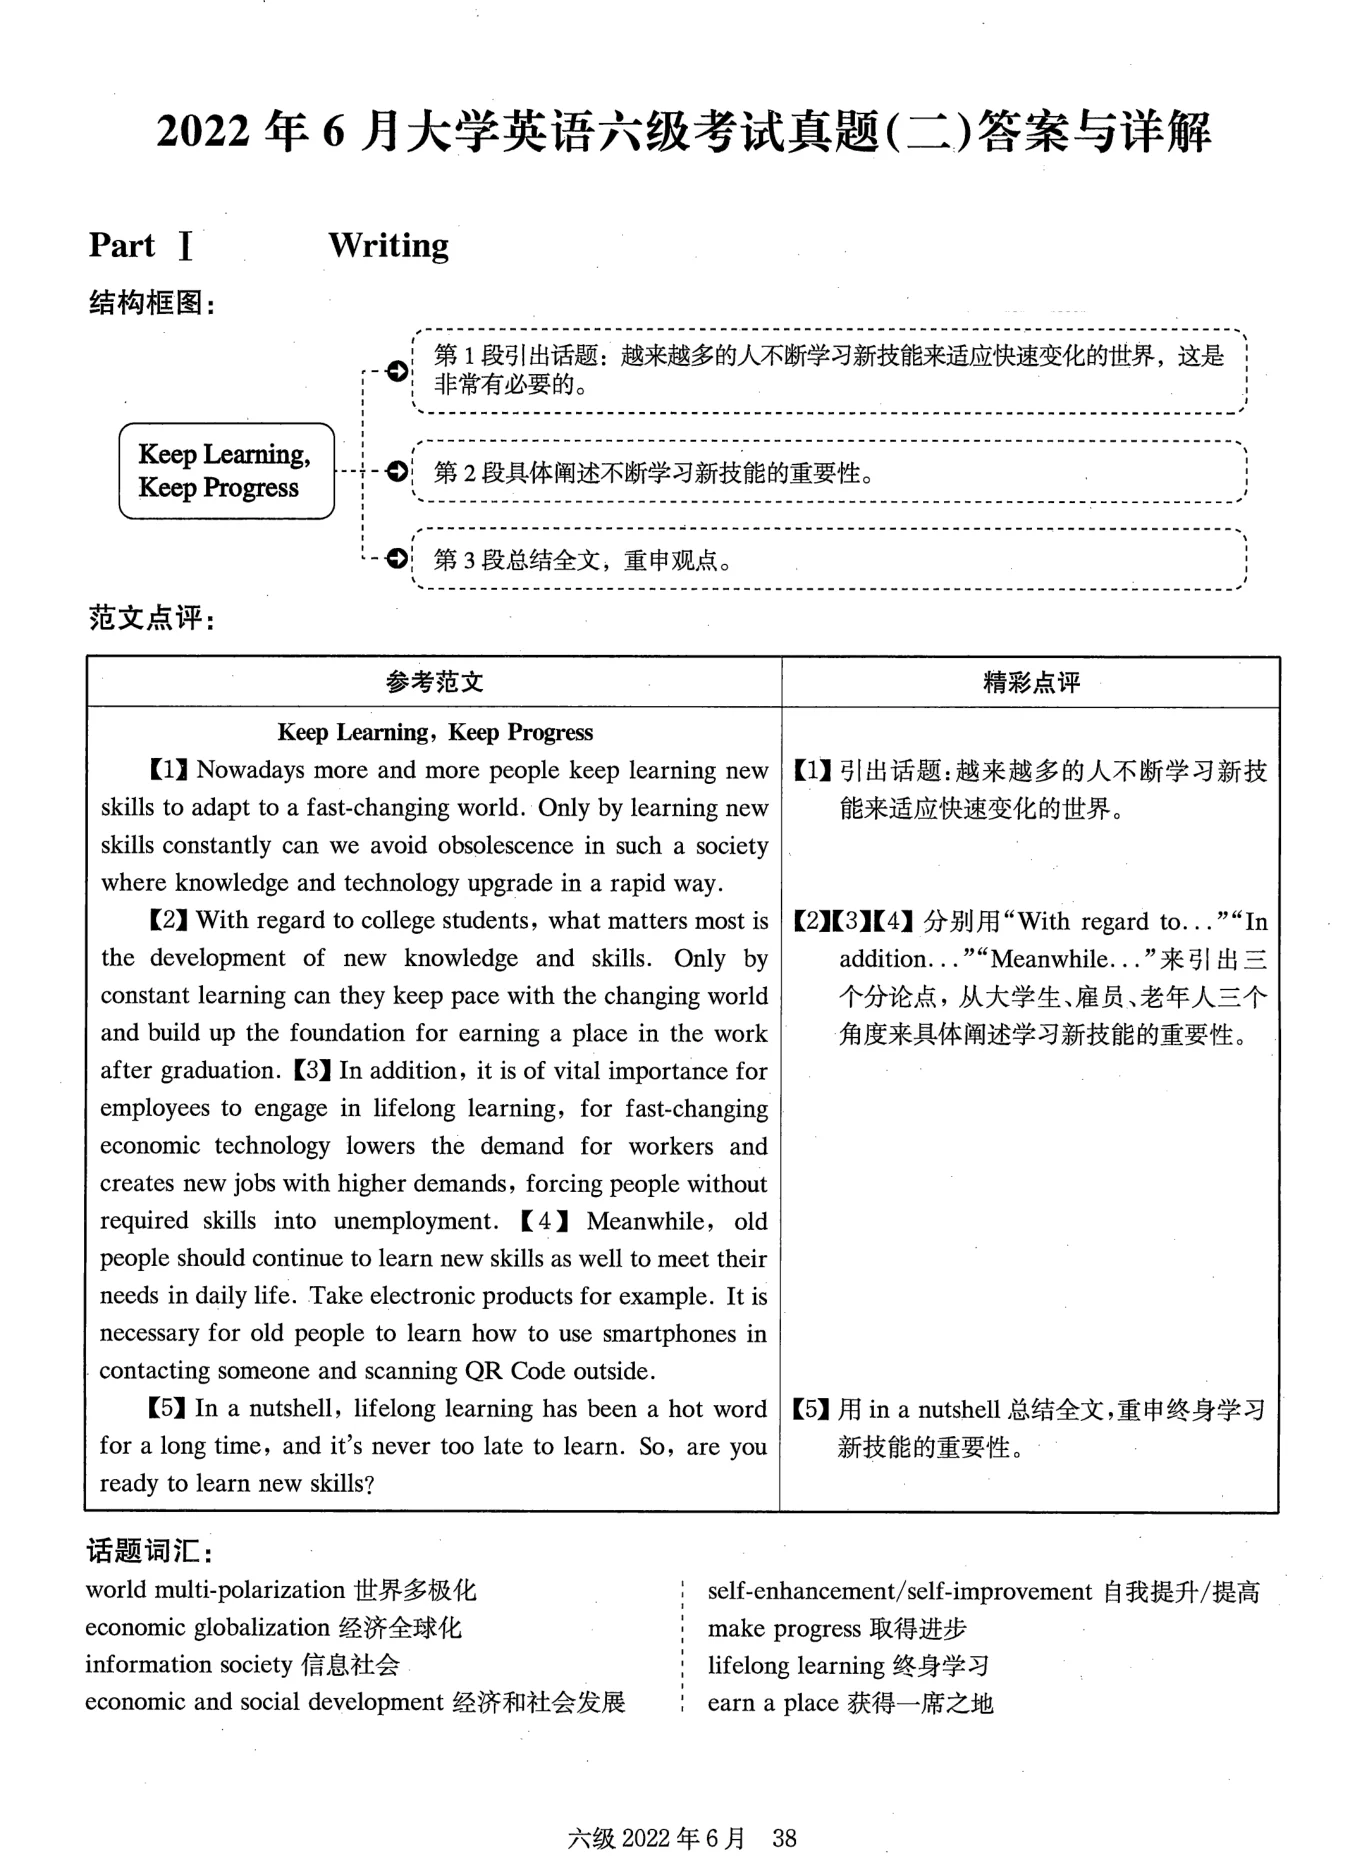 2022 年 6 月大学英语六级考试真题(二)答案与详解
Part Ⅰ Writing
结构框图：
第 1 段引出话题：越来越多的人不断学习新技能来适应快速变化的世界，这是
非常有必要的。
Keep Learning,
Keep Progress
第 2 段具体阐述不断学习新技能的重要性。
第 3 段总结全文，重申观点。
范文点评：
参考范文
Keep Learning, Keep Progress
【1】Nowadays more and more people keep learning new
skills to adapt to a fast-changing world. Only by learning new
skills constantly can we avoid obsolescence in such a society
where knowledge and technology upgrade in a rapid way.
【2】With regard to college students, what matters most is
the development of new knowledge and skills. Only by
constant learning can they keep pace with the changing world
and build up the foundation for earning a place in the work
after graduation.【3】In addition, it is of vital importance for
employees to engage in lifelong learning, for fast-changing
economic technology lowers the demand for workers and
creates new jobs with higher demands, forcing people without
required skills into unemployment.【4】Meanwhile, old
people should continue to learn new skills as well to meet their
needs in daily life. Take electronic products for example. It is
necessary for old people to learn how to use smartphones in
contacting someone and scanning QR Code outside.
【5】In a nutshell, lifelong learning has been a hot word
for a long time, and it's never too late to learn. So, are you
ready to learn new skills?
精彩点评
【1】引出话题:越来越多的人不断学习新技
能来适应快速变化的世界。
【2】【3】【4】分别用“With regard to...”“In
addition...”“Meanwhile...”来引出三
个分论点，从大学生、雇员、老年人三个
角度来具体阐述学习新技能的重要性。
【5】用 in a nutshell 总结全文,重申终身学习
新技能的重要性。
话题词汇：
world multi-polarization 世界多极化
economic globalization 经济全球化
information society 信息社会
economic and social development 经济和社会发展
self-enhancement/self-improvement 自我提升/提高
make progress 取得进步
lifelong learning 终身学习
earn a place 获得一席之地
六级 2022 年 6 月 38